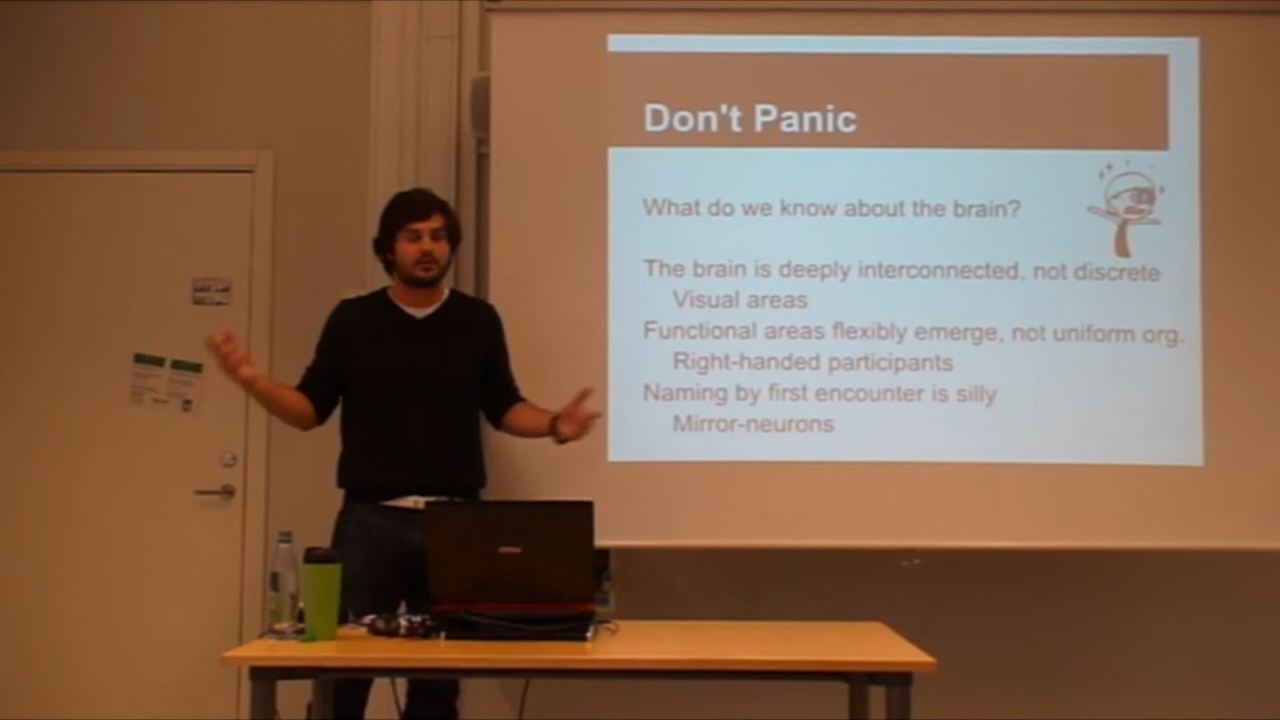 Don't Panic
What do we know about the brain?
The brain is deeply interconnected, not discrete
Visual areas
Functional areas flexibly emerge, not uniform org.
Right-handed participants
Naming by first encounter is silly
Mirror-neurons